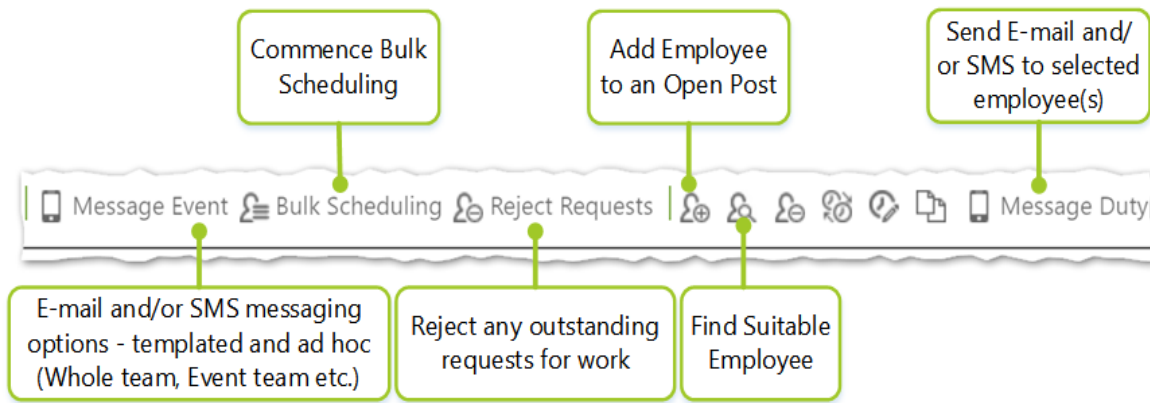 Commence Bulk
Scheduling
Add Employee
to an Open Post
Send E-mail and/
or SMS to selected
employee(s)
Message Event Bulk Scheduling Reject Requests Message Duty
E-mail and/or SMS messaging
options - templated and ad hoc
(Whole team, Event team etc.)
Reject any outstanding
requests for work
Find Suitable
Employee